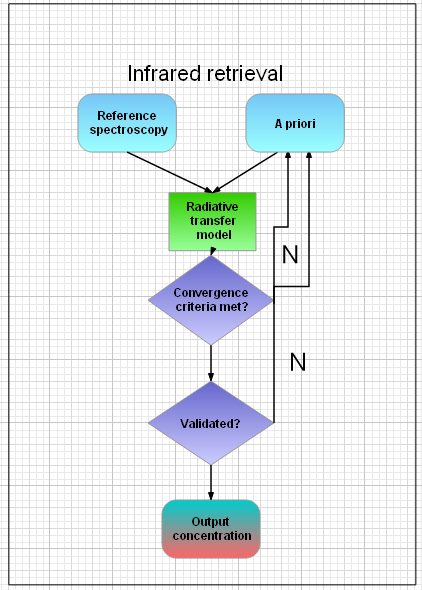 Infrared retrieval
Reference
spectroscopy
A priori
Radiative
transfer
model
N
Convergence
criteria met?
N
Validated?
Output
concentration